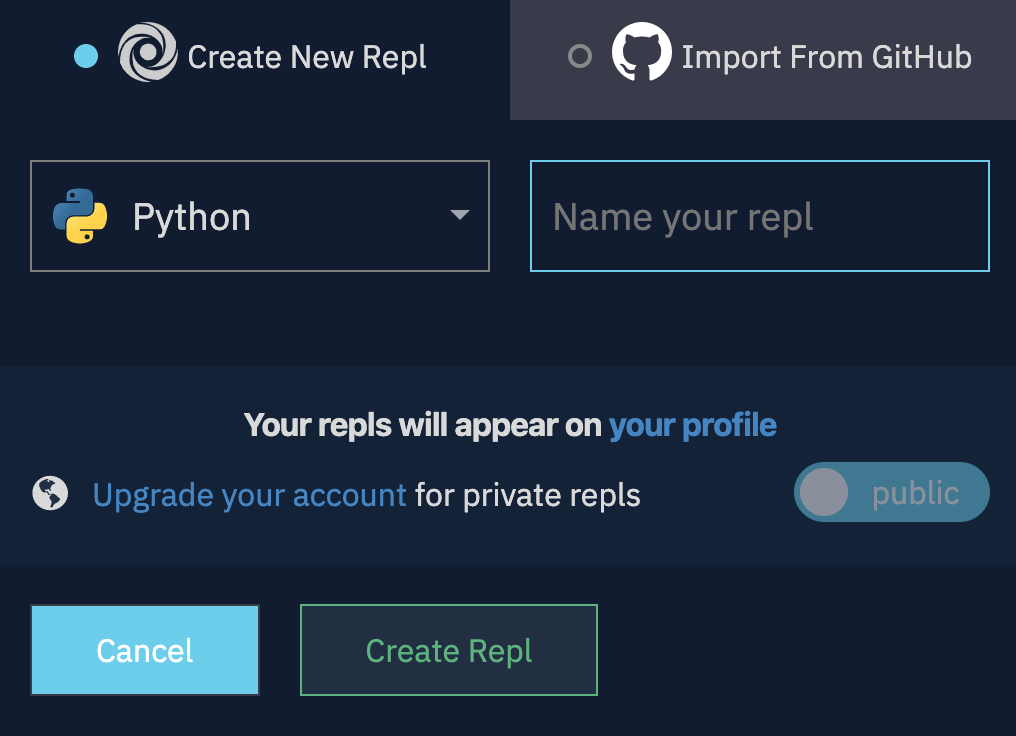 Create New Repl
Import From GitHub
Python
Name your repl
Your repls will appear on your profile
Upgrade your account for private repls
public
Cancel
Create Repl